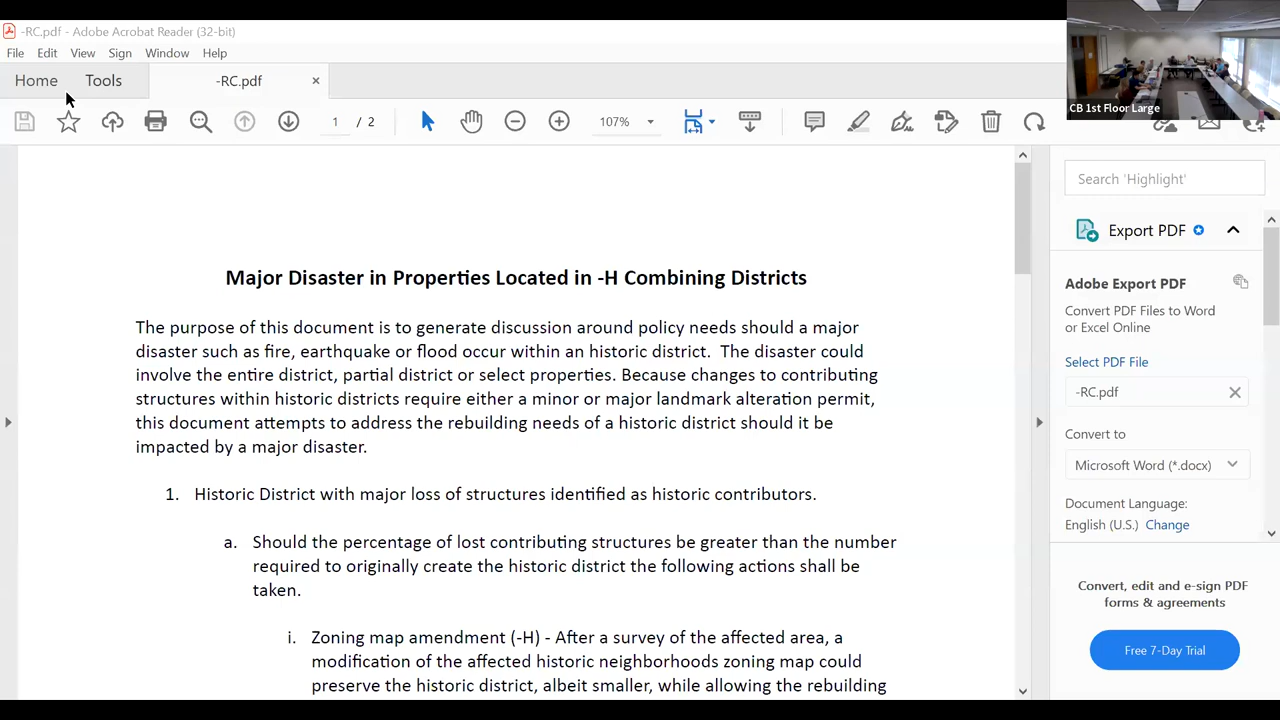 -RC.pdf - Adobe Acrobat Reader (32-bit)
File Edit View Sign Window Help
Home Tools -RC.pdf ×
1 / 2 107%
CB 1st Floor Large
Search 'Highlight'
Export PDF
Adobe Export PDF
Convert PDF Files to Word
or Excel Online
Select PDF File
-RC.pdf
Convert to
Microsoft Word (*.docx)
Document Language:
English (U.S.) Change
Convert, edit and e-sign PDF
forms & agreements
Free 7-Day Trial
Major Disaster in Properties Located in -H Combining Districts
The purpose of this document is to generate discussion around policy needs should a major
disaster such as fire, earthquake or flood occur within an historic district.  The disaster could
involve the entire district, partial district or select properties. Because changes to contributing
structures within historic districts require either a minor or major landmark alteration permit,
this document attempts to address the rebuilding needs of a historic district should it be
impacted by a major disaster.
1. Historic District with major loss of structures identified as historic contributors.
a. Should the percentage of lost contributing structures be greater than the number
required to originally create the historic district the following actions shall be
taken.
i. Zoning map amendment (-H) - After a survey of the affected area, a
modification of the affected historic neighborhoods zoning map could
preserve the historic district, albeit smaller, while allowing the rebuilding